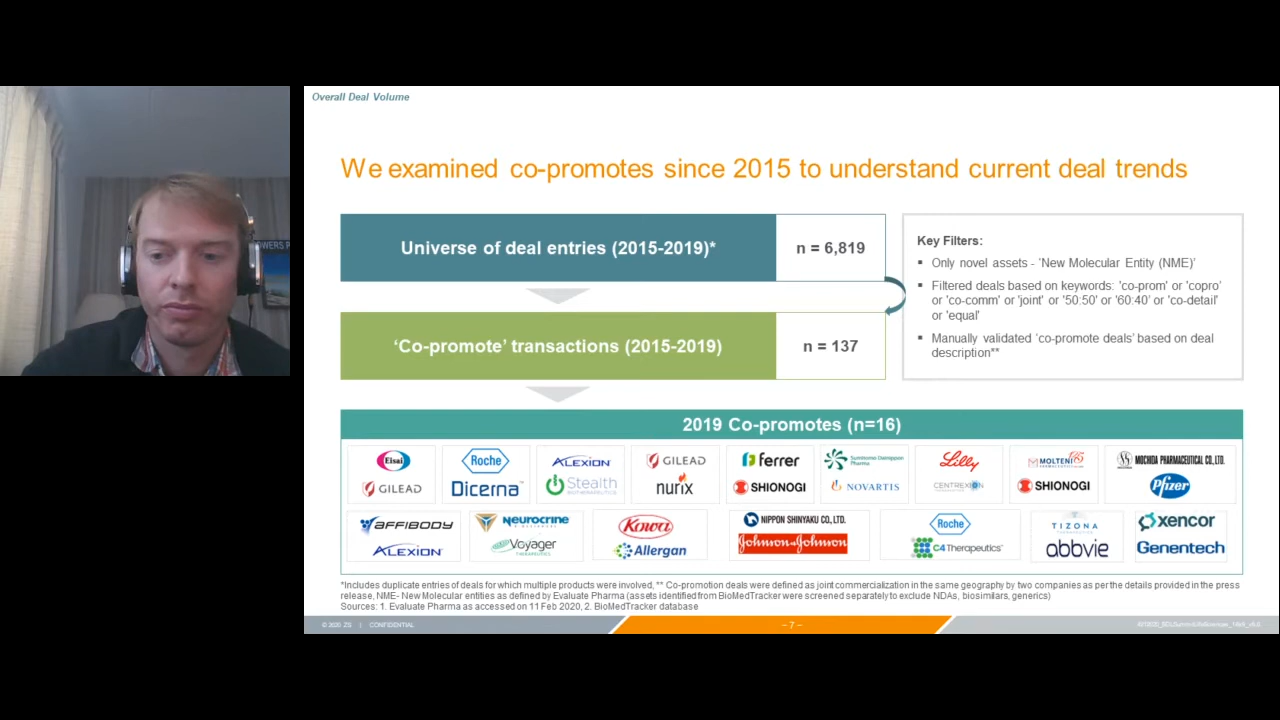 Overall Deal Volume
We examined co-promotes since 2015 to understand current deal trends
Universe of deal entries (2015-2019)*
n = 6,819
'Co-promote' transactions (2015-2019)
n = 137
Key Filters:
▪ Only novel assets - 'New Molecular Entity (NME)'
▪ Filtered deals based on keywords: 'co-prom' or 'copro'
or 'co-comm' or 'joint' or '50:50' or '60:40' or 'co-detail'
or 'equal'
▪ Manually validated 'co-promote deals' based on deal
description**
2019 Co-promotes (n=16)
Eisai
GILEAD
Roche
Dicerna™
ALEXION
Stealth
BIOTHERAPEUTICS
GILEAD
nurix
ferrer
SHIONOGI
Sumitomo Dainippon
Pharma
NOVARTIS
Lilly
CENTREXION
MOLTENI
SHIONOGI
MOCHIDA PHARMACEUTICAL CO., LTD.
Pfizer
AFFIBODY
ALEXION
NEUROCRINE
Voyager
THERAPEUTICS
Kowa
Allergan
NIPPON SHINYAKU CO., LTD.
Johnson & Johnson
Roche
C4 Therapeutics
TIZONA
abbvie
xencor
Genentech
*Includes duplicate entries of deals for which multiple products were involved, ** Co-promotion deals were defined as joint commercialization in the same geography by two companies as per the details provided in the press
release, NME- New Molecular entities as defined by Evaluate Pharma (assets identified from BioMedTracker were screened separately to exclude NDAs, biosimilars, generics)
Sources: 1. Evaluate Pharma as accessed on 11 Feb 2020, 2. BioMedTracker database
© 2020 ZS | CONFIDENTIAL
– 7 –